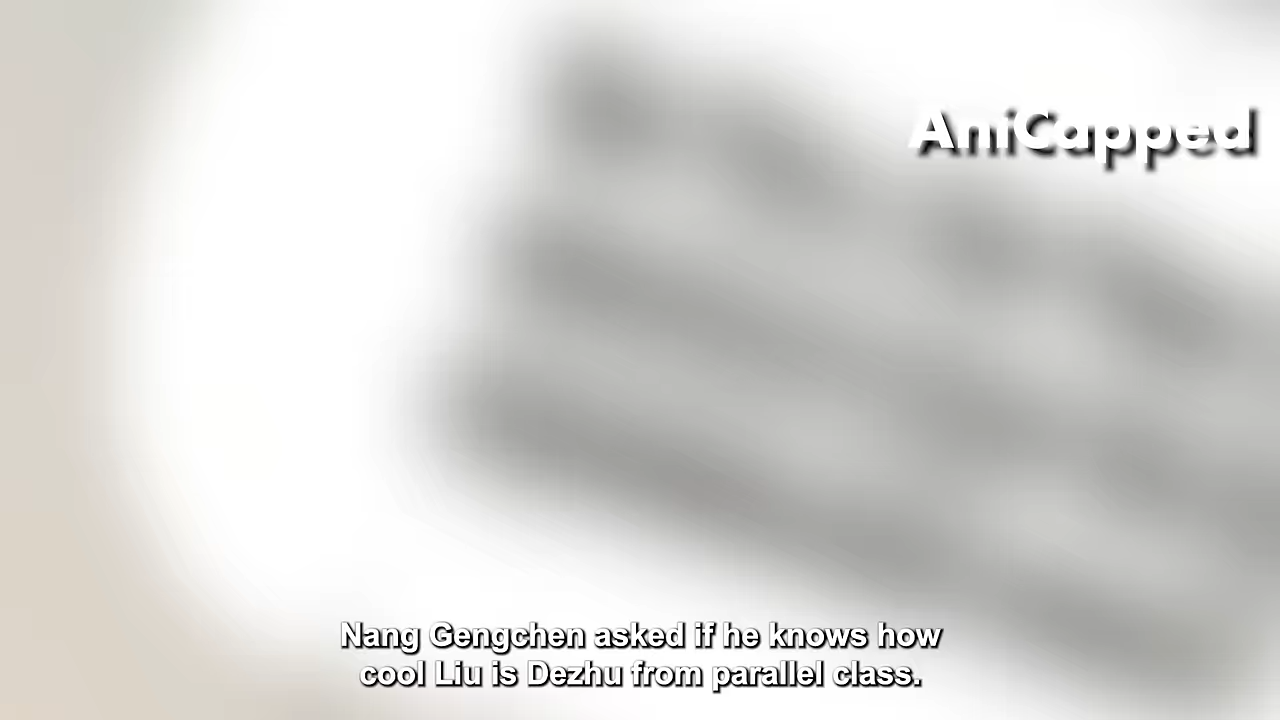 AniCapped
Nang Gengchen asked if he knows how
cool Liu is Dezhu from parallel class.